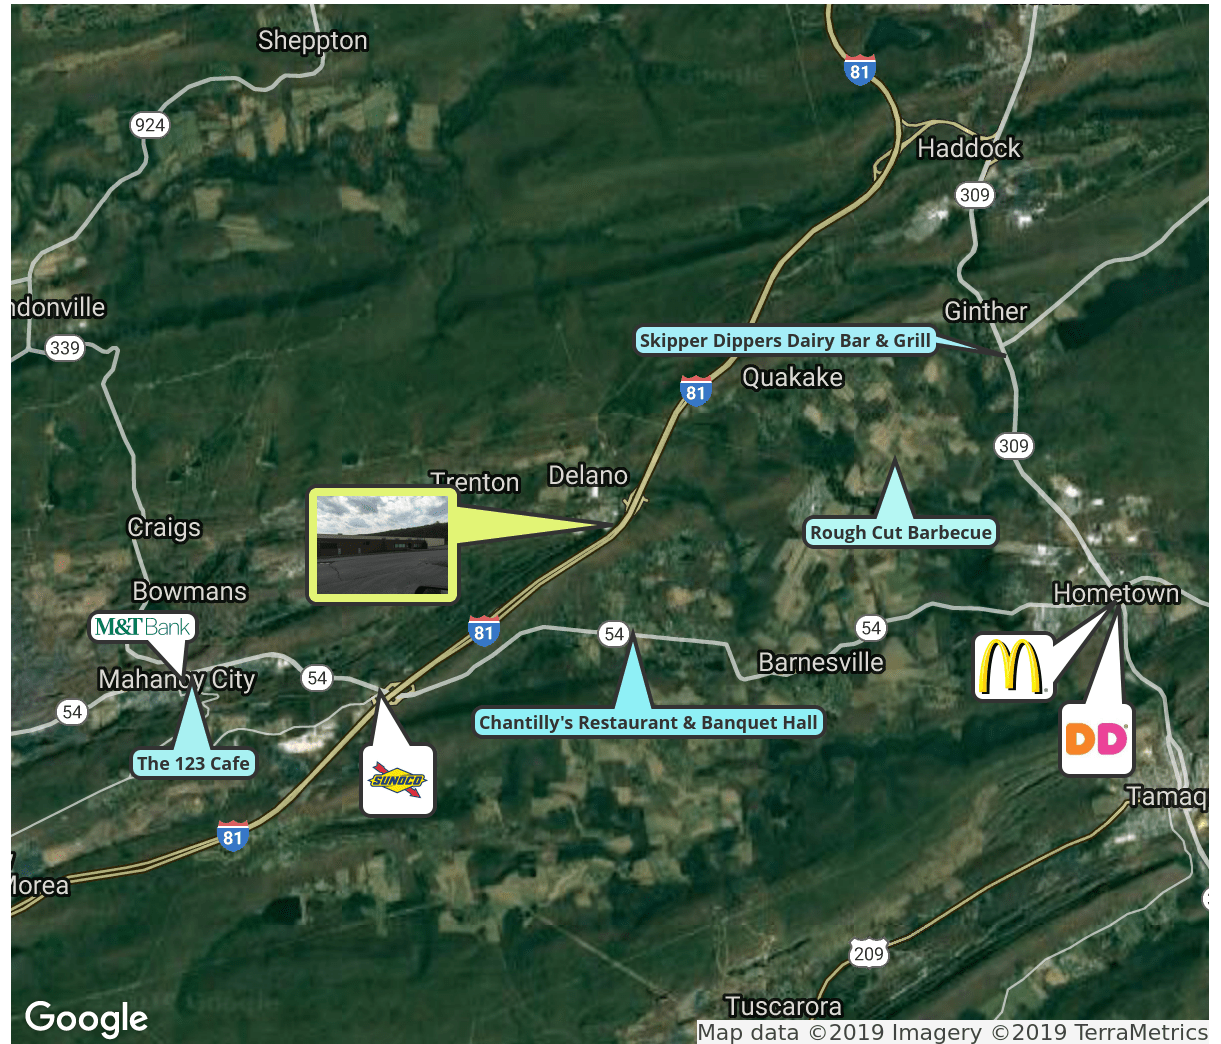 Sheppton
81
924
Haddock
309
ndonville
Ginther
339
Skipper Dippers Dairy Bar & Grill
Quakake
81
309
Trenton
Delano
Craigs
Rough Cut Barbecue
Bowmans
Hometown
M&T Bank
81
54
54
Barnesville
Mahanoy City
54
54
Chantilly's Restaurant & Banquet Hall
DD
The 123 Cafe
SUNOCO
Tamaq
81
Morea
209
Tuscarora
Google
Map data ©2019 Imagery ©2019 TerraMetrics